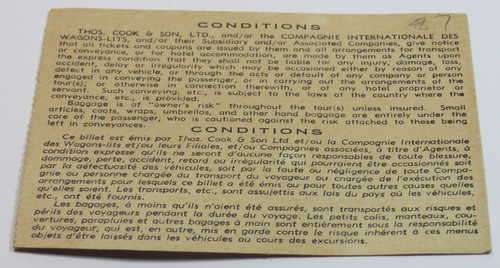 CONDITIONS
THOS. COOK & SON, LTD., and/or the COMPAGNIE INTERNATIONALE DES
WAGONS-LITS, and/or their Subsidiary and/or Associated Companies, give notice
that all tickets and coupons are issued by them and all arrangements for transport
or conveyance, or for hotel accommodation, are made by them as Agents upon
the express condition that they shall not be liable for any injury, damage, loss,
accident, delay or irregularity which may be occasioned either by reason of any
defect in any vehicle, or through the acts or default of any company or person
engaged in conveying the passenger, or in carrying out the arrangements of the
tour(s) or otherwise in connection therewith, or of any hotel proprietor or
servant. Such conveying, etc., is subject to the laws of the country where the
conveyance, etc., is provided.
Baggage is at "owner's risk" throughout the tour(s) unless insured. Small
articles, coats, wraps, umbrellas, and other hand baggage are entirely under the
care of the passenger, who is cautioned against the risk attached to these being
left in conveyances.
CONDITIONS
Ce billet est émis par Thos. Cook & Son Ltd. et/ou la Compagnie Internationale
des Wagons-lits et/ou leurs Filiales, et/ou Compagnies associées, à titre d'Agents, à
condition expresse qu'ils ne seront d'aucune façon responsables de toute blessure,
dommage, perte, accident, retard ou irrégularité qui pourraient être occasionnés soit
par la défectuosité des véhicules, soit par la faute ou négligence de toute Compa-
gnie ou personne chargée du transport du voyageur ou chargée de l'exécution des
arrangements pour lesquels ce billet a été émis ou pour toutes autres causes quelles
qu'elles soient. Les transports, etc., sont assujettis aux lois du pays où les véhicules,
etc., ont été fournis.
Les bagages, à moins qu'ils n'aient été assurés, sont transportés aux risques et
périls des voyageurs pendant la durée du voyage. Les petits colis, manteaux, cou-
vertures, parapluies et autres bagages à main sont entièrement sous la responsabilité
du voyageur, qui est, en outre, mis en garde contre le risque inhérent à ces menus
objets d'être laissés dans les véhicules au cours des excursions.